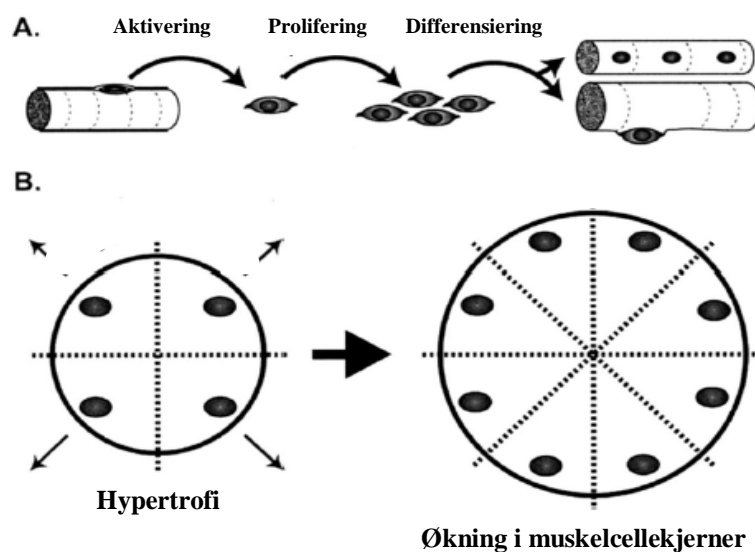 A.
Aktivering Prolifering Differensiering
B.
Hypertrofi
Økning i muskelcellekjerner